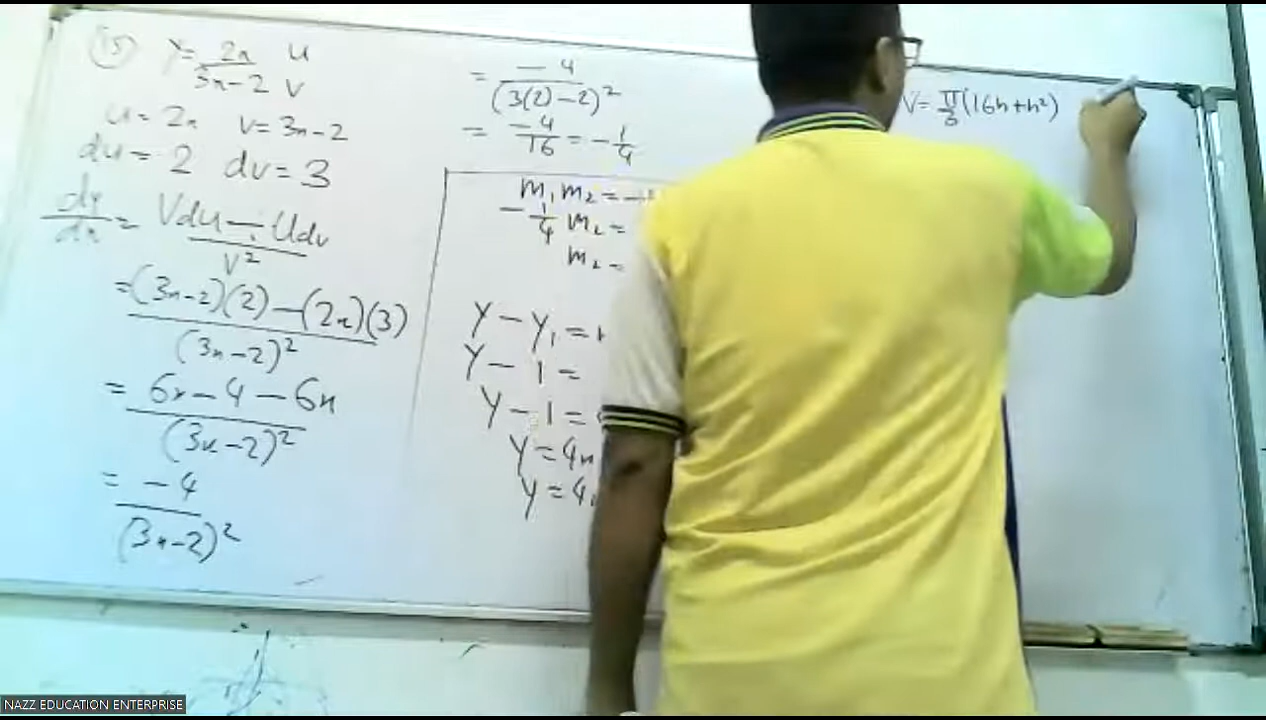 15 y = 2x/3x-2 u v
u = 2x v = 3x-2
du = 2 dv = 3
dy/dx = Vdu - Udv/V²
= (3x-2)(2) - (2x)(3)/(3x-2)²
= 6x - 4 - 6x/(3x-2)²
= -4/(3x-2)²
= -4/(3(2)-2)²
= -4/16 = -1/4
m₁m₂ = -1
-1/4 m₂ =
m₂ =
y - y₁ =
y - 1 =
y - 1 =
y = 4x
y = 4
V = (16h + h²)
NAZZ EDUCATION ENTERPRISE